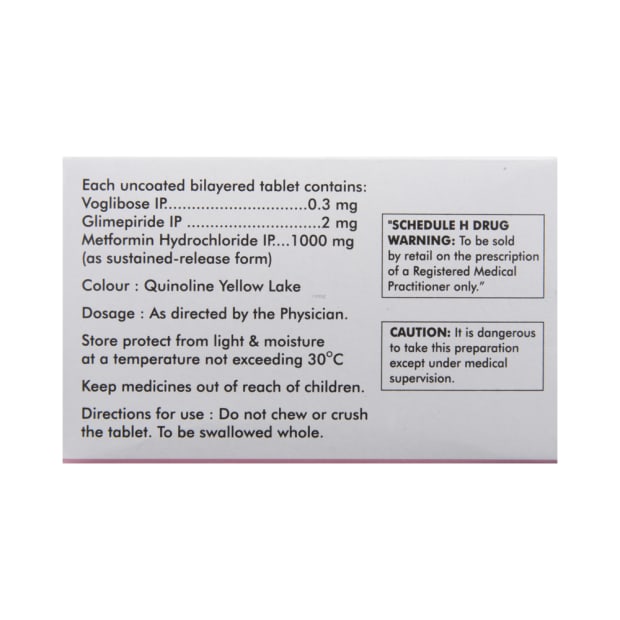 Each uncoated bilayered tablet contains:
Voglibose IP..............................0.3 mg
Glimepiride IP ............................2 mg
Metformin Hydrochloride IP....1000 mg
(as sustained-release form)
Colour : Quinoline Yellow Lake
Dosage : As directed by the Physician.
Store protect from light & moisture
at a temperature not exceeding 30°C
Keep medicines out of reach of children.
Directions for use : Do not chew or crush
the tablet. To be swallowed whole.
"SCHEDULE H DRUG
WARNING: To be sold
by retail on the prescription
of a Registered Medical
Practitioner only."
CAUTION: It is dangerous
to take this preparation
except under medical
supervision.